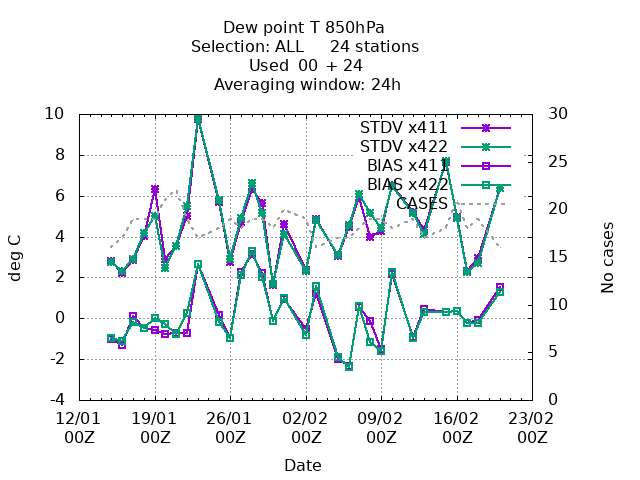 Dew point T 850hPa
Selection: ALL 24 stations
Used 00 + 24
Averaging window: 24h
10
8
6
4
2
0
-2
-4
deg C
30
25
20
15
10
5
0
No cases
STDV x411
STDV x422
BIAS x411
BIAS x422
CASES
12/01 19/01 26/01 02/02 09/02 16/02 23/02
00Z 00Z 00Z 00Z 00Z 00Z 00Z
Date